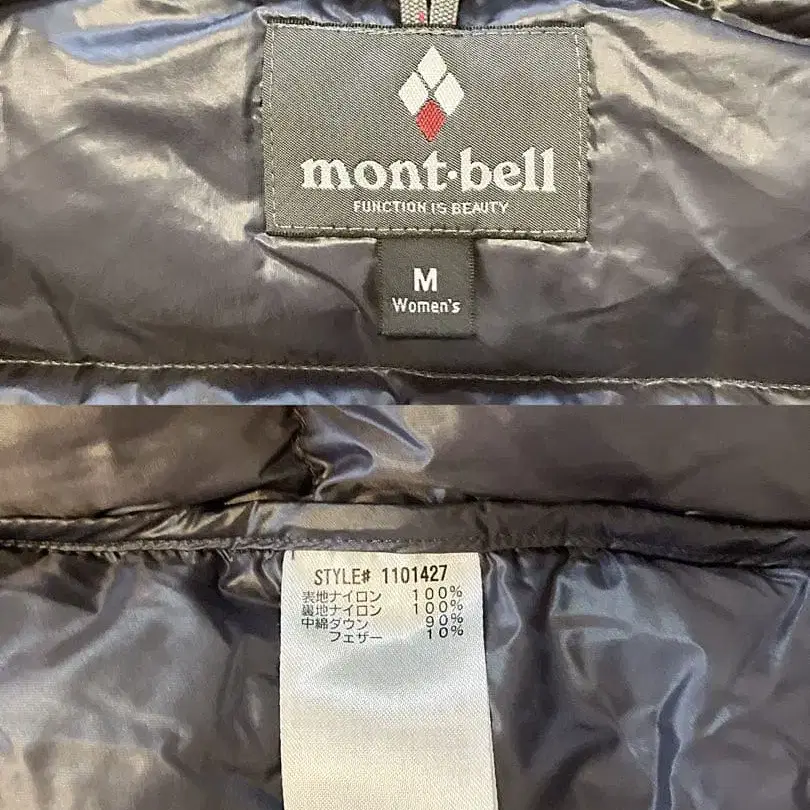 mont·bell
FUNCTION IS BEAUTY
M
Women's
STYLE# 1101427
表地ナイロン 100%
裏地ナイロン 100%
中綿ダウン 90%
フェザー 10%